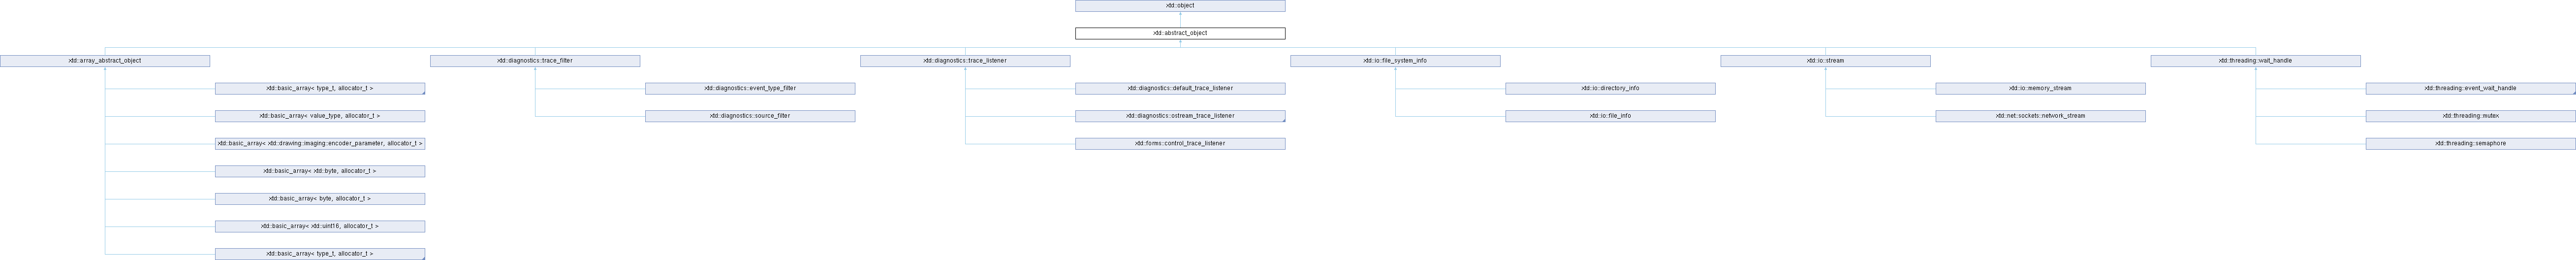 xtd::object
xtd::abstract_object
xtd::array_abstract_object
xtd::diagnostics::trace_filter
xtd::diagnostics::trace_listener
xtd::io::file_system_info
xtd::io::stream
xtd::threading::wait_handle
xtd::basic_array< type_t, allocator_t >
xtd::diagnostics::event_type_filter
xtd::diagnostics::default_trace_listener
xtd::io::directory_info
xtd::io::memory_stream
xtd::threading::event_wait_handle
xtd::basic_array< value_type, allocator_t >
xtd::diagnostics::source_filter
xtd::diagnostics::ostream_trace_listener
xtd::io::file_info
xtd::net::sockets::network_stream
xtd::threading::mutex
xtd::basic_array< xtd::drawing::imaging::encoder_parameter, allocator_t >
xtd::forms::control_trace_listener
xtd::threading::semaphore
xtd::basic_array< xtd::byte, allocator_t >
xtd::basic_array< byte, allocator_t >
xtd::basic_array< xtd::uint16, allocator_t >
xtd::basic_array< type_t, allocator_t >